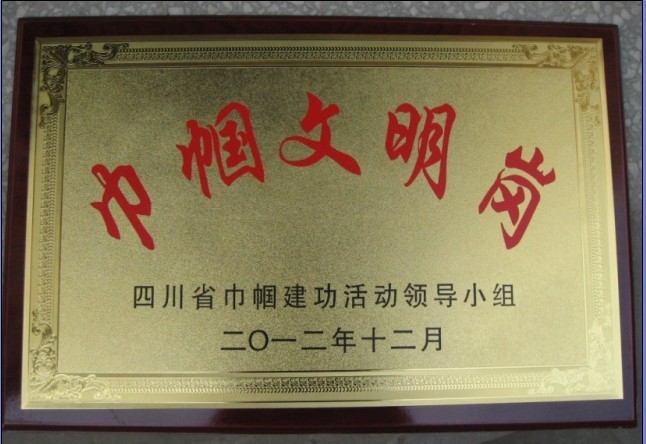 巾帼文明岗
四川省巾帼建功活动领导小组
二〇一二年十二月